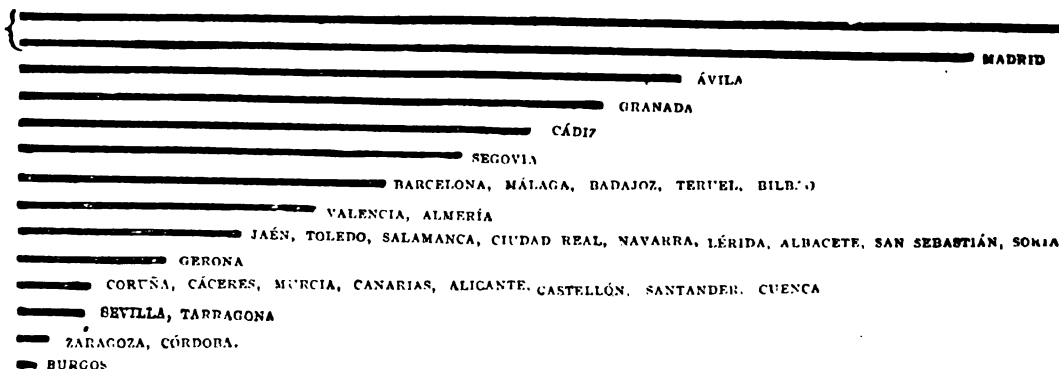 MADRID
ÁVILA
GRANADA
CÁDIZ
SEGOVIA
BARCELONA, MÁLAGA, BADAJOZ, TERUEL, BILBAO
VALENCIA, ALMERÍA
JAÉN, TOLEDO, SALAMANCA, CIUDAD REAL, NAVARRA, LÉRIDA, ALBACETE, SAN SEBASTIÁN, SORIA
GERONA
CORUÑA, CÁCERES, MURCIA, CANARIAS, ALICANTE, CASTELLÓN, SANTANDER, CUENCA
SEVILLA, TARRAGONA
ZARAGOZA, CÓRDOBA.
BURGOS